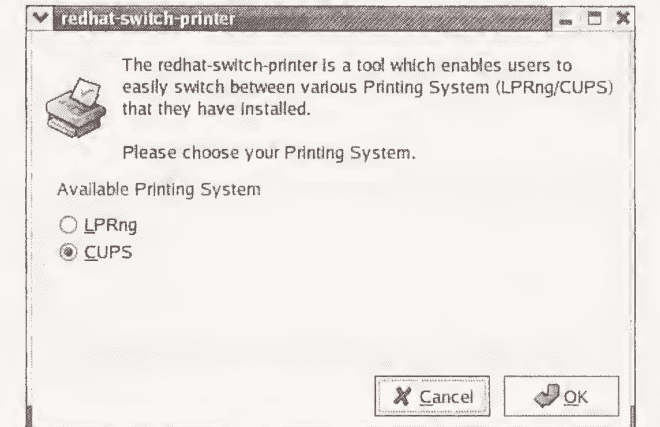 redhat-switch-printer
The redhat-switch-printer is a tool which enables users to
easily switch between various Printing System (LPRng/CUPS)
that they have installed.
Please choose your Printing System.
Available Printing System
LPRng
CUPS
Cancel
OK